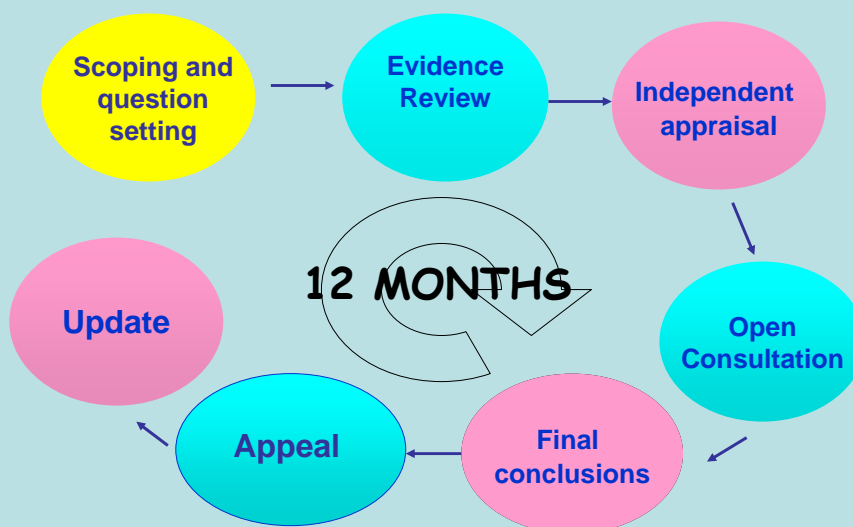 Scoping and
question
setting
Evidence
Review
Independent
appraisal
Open
Consultation
Final
conclusions
Appeal
Update
12 MONTHS